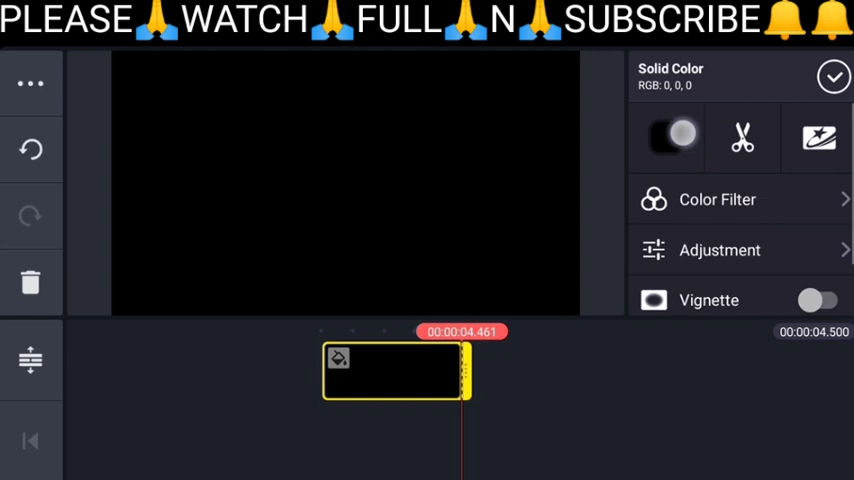 PLEASE🙏WATCH🙏FULL🙏N🙏SUBSCRIBE🔔🔔
Solid Color
RGB: 0, 0, 0
Color Filter
Adjustment
Vignette
00:00:04.461
00:00:04.500